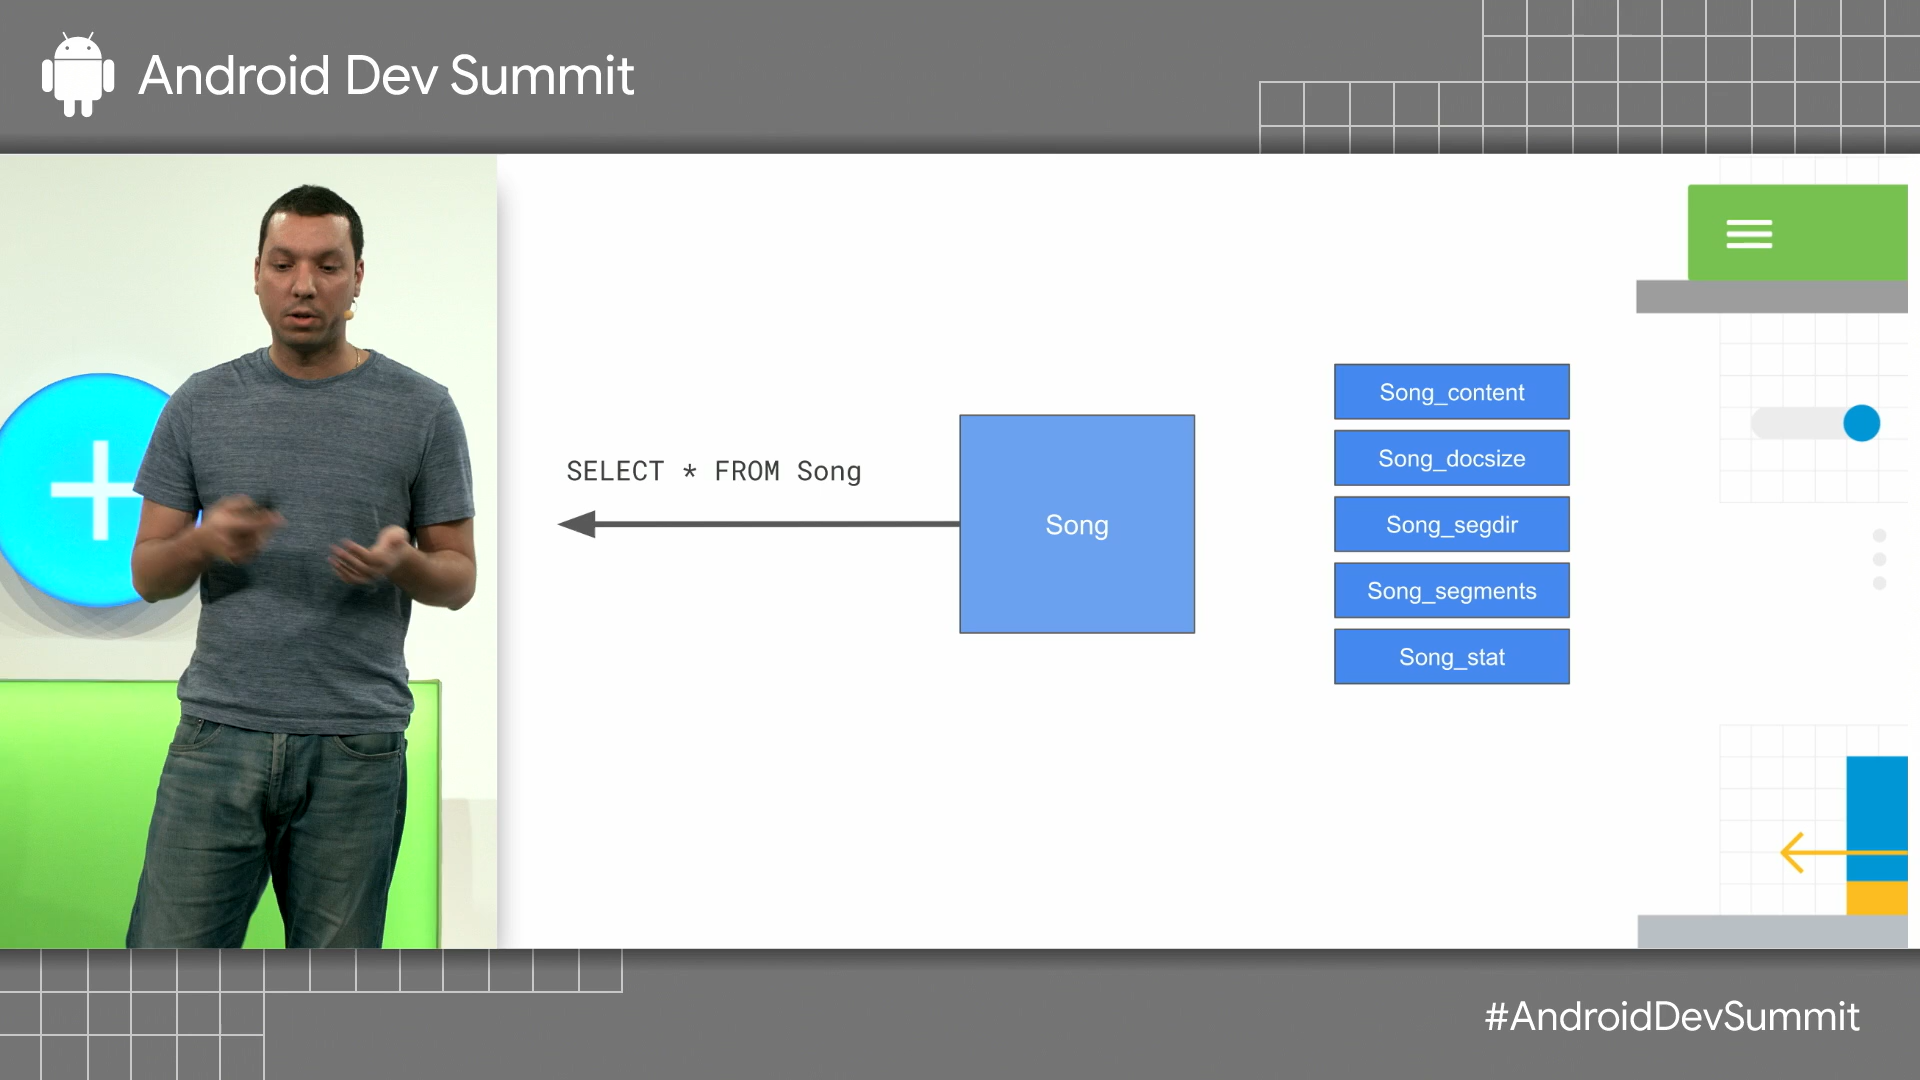 Android Dev Summit
SELECT * FROM Song
Song
Song_content
Song_docsize
Song_segdir
Song_segments
Song_stat
#AndroidDevSummit